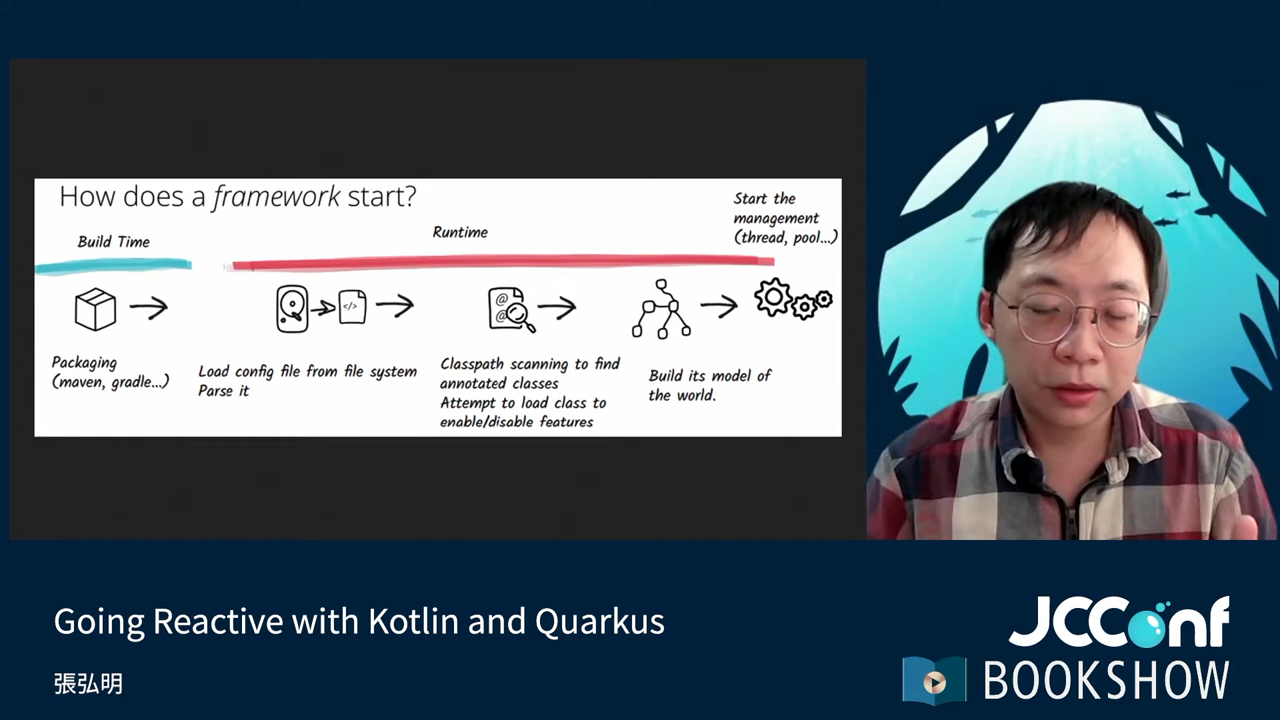 How does a framework start?
Build Time
Runtime
Start the
management
(thread, pool...)
Packaging
(maven, gradle...)
Load config file from file system
Parse it
Classpath scanning to find
annotated classes
Attempt to load class to
enable/disable features
Build its model of
the world.
Going Reactive with Kotlin and Quarkus
張弘明
JCConf
BOOKSHOW